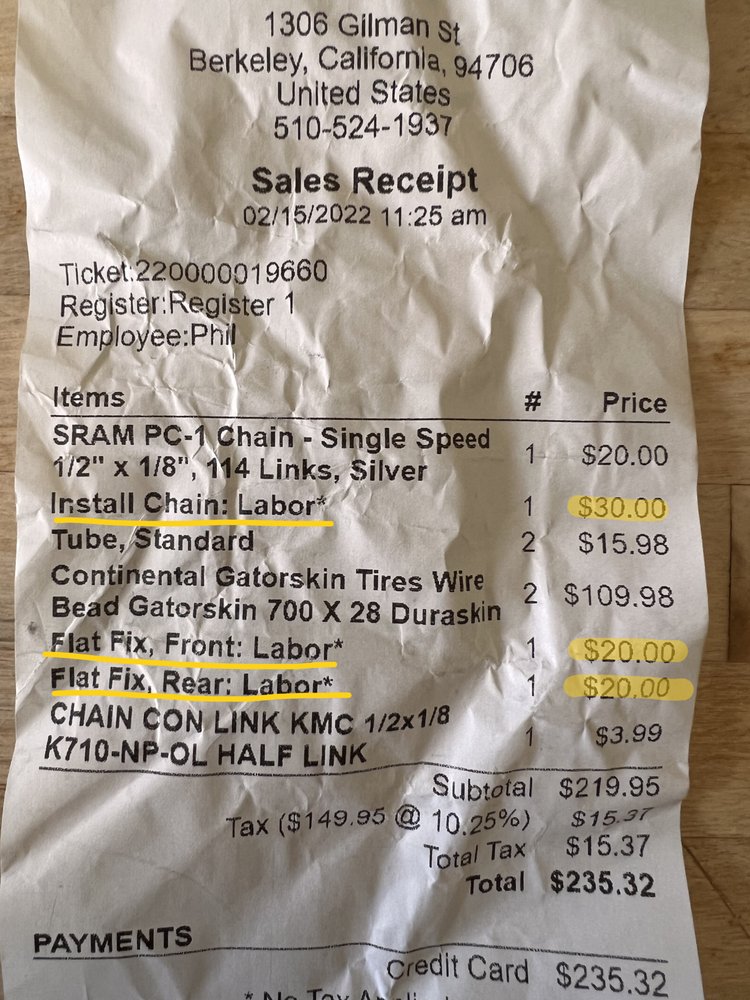 1306 Gilman St
Berkeley, California, 94706
United States
510-524-1937
Sales Receipt
02/15/2022 11:25 am
Ticket:220000019660
Register:Register 1
Employee:Phil
Items # Price
SRAM PC-1 Chain - Single Speed
1/2" x 1/8", 114 Links, Silver 1 $20.00
Install Chain: Labor* 1 $30.00
Tube, Standard 2 $15.98
Continental Gatorskin Tires Wire
Bead Gatorskin 700 X 28 Duraskin 2 $109.98
Flat Fix, Front: Labor* 1 $20.00
Flat Fix, Rear: Labor* 1 $20.00
CHAIN CON LINK KMC 1/2x1/8
K710-NP-OL HALF LINK 1 $3.99
Subtotal $219.95
Tax ($149.95 @ 10.25%) $15.37
Total Tax $15.37
Total $235.32
PAYMENTS
Credit Card $235.32
* No Tax